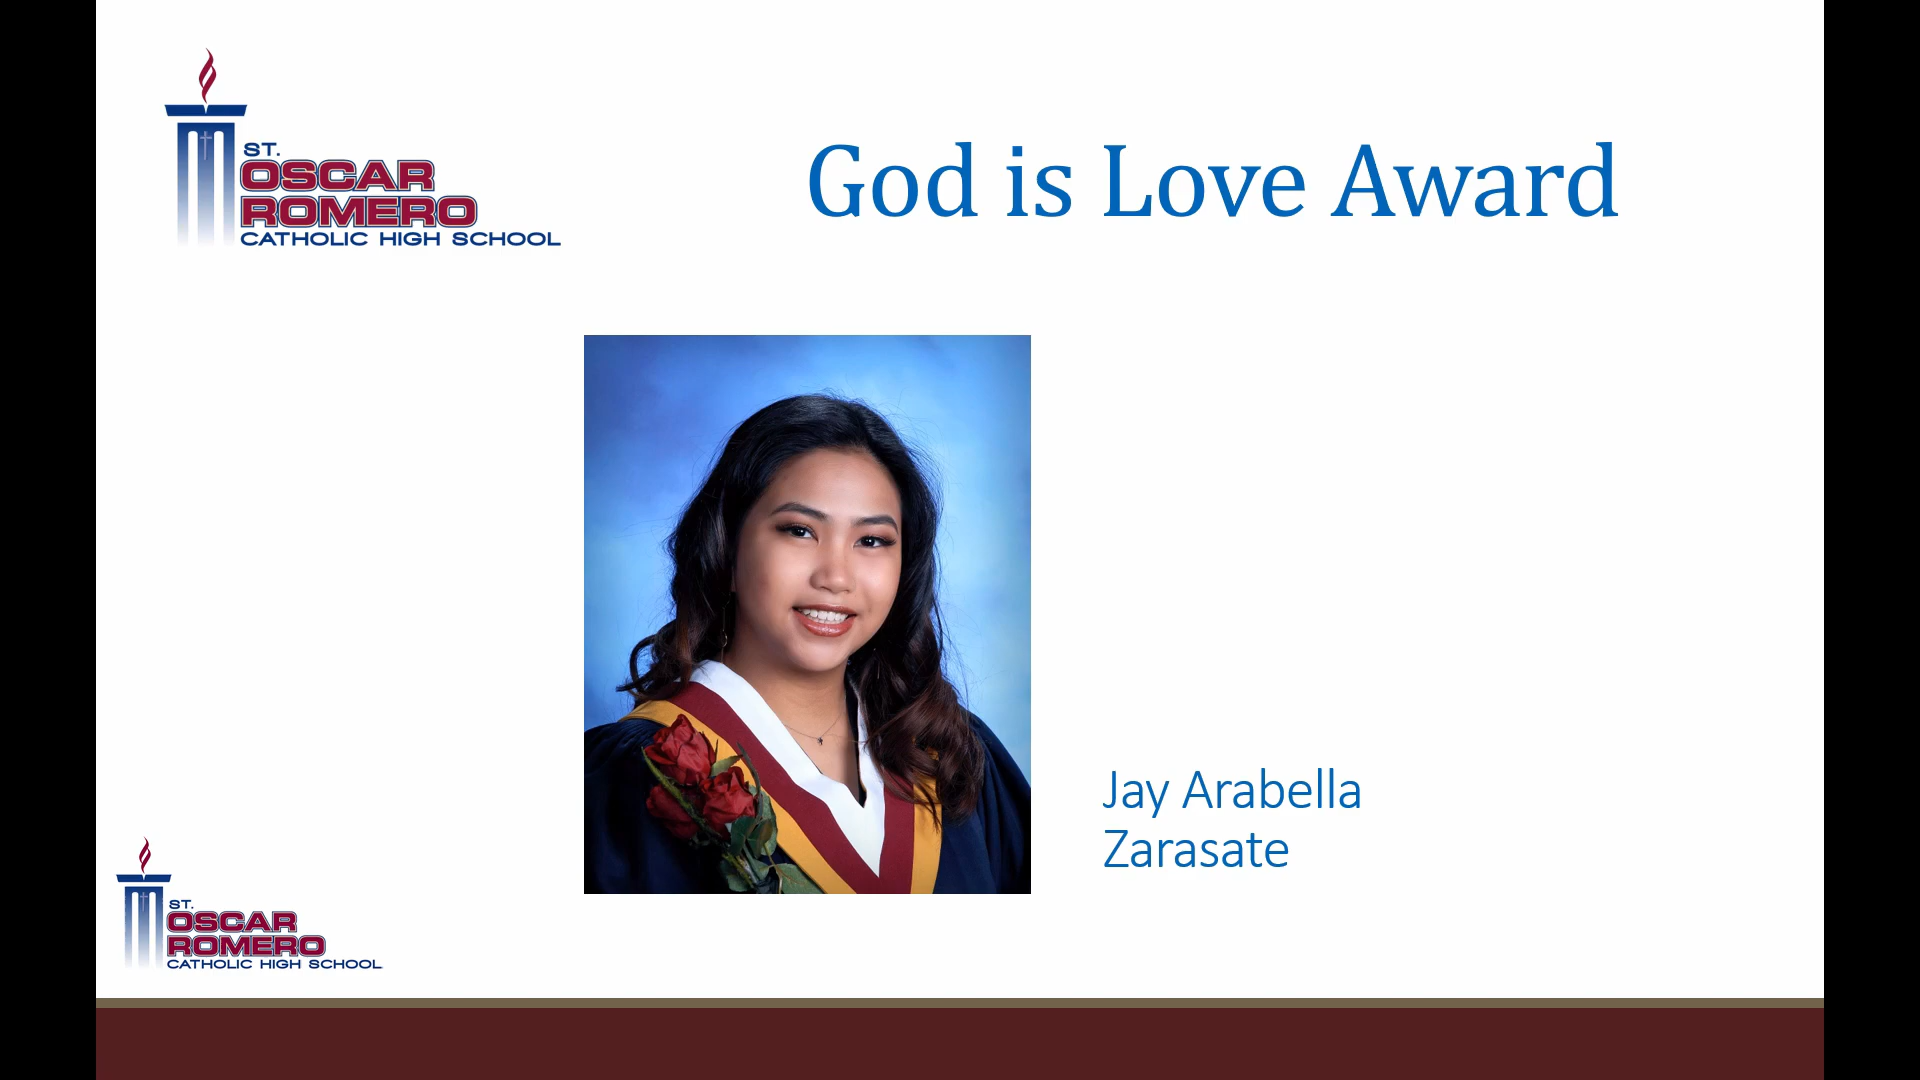 ST.
OSCAR
ROMERO
CATHOLIC HIGH SCHOOL
God is Love Award
Jay Arabella
Zarasate
ST.
OSCAR
ROMERO
CATHOLIC HIGH SCHOOL